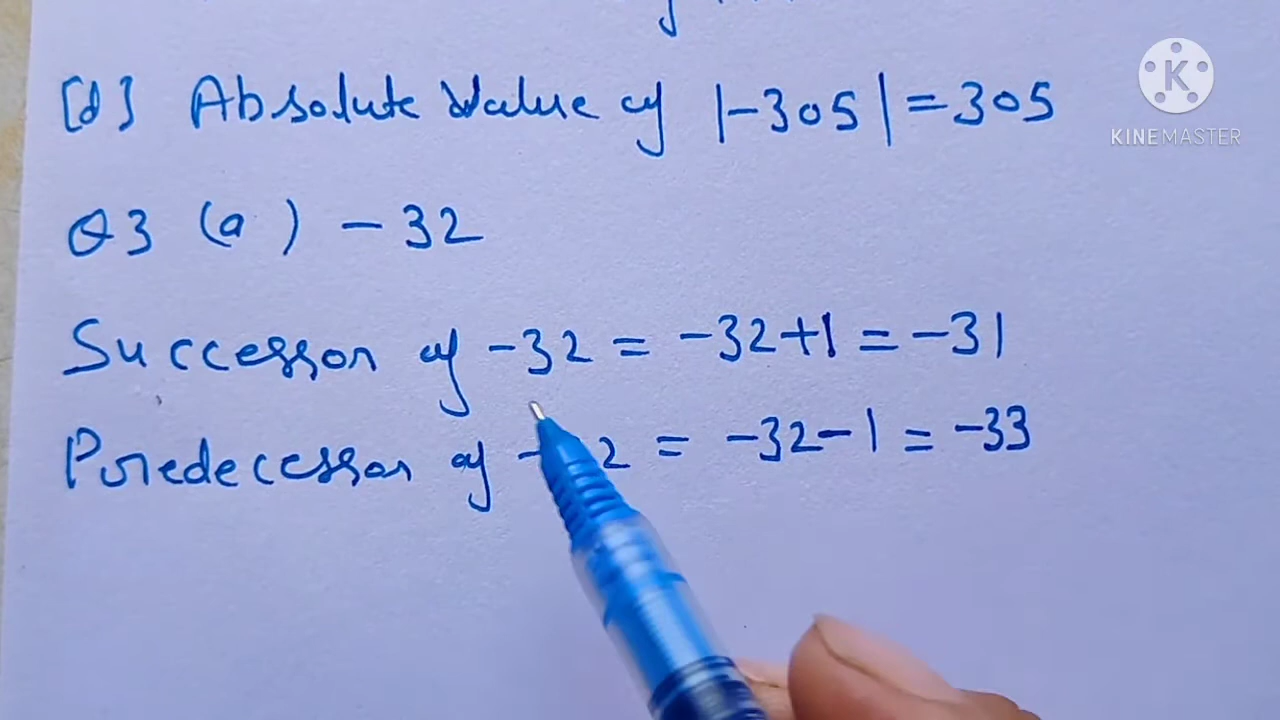 [d] Absolute Value of |-305| = 305
K
KINEMASTER
Q3 (a) - 32
Successor of -32 = -32+1 = -31
Predecessor of = -32-1 = -33